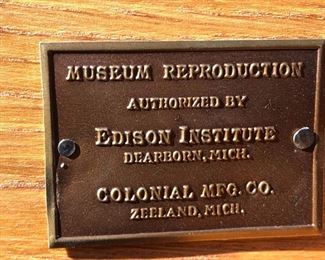 MUSEUM REPRODUCTION
AUTHORIZED BY
EDISON INSTITUTE
DEARBORN, MICH.
COLONIAL MFG. CO.
ZEELAND, MICH.